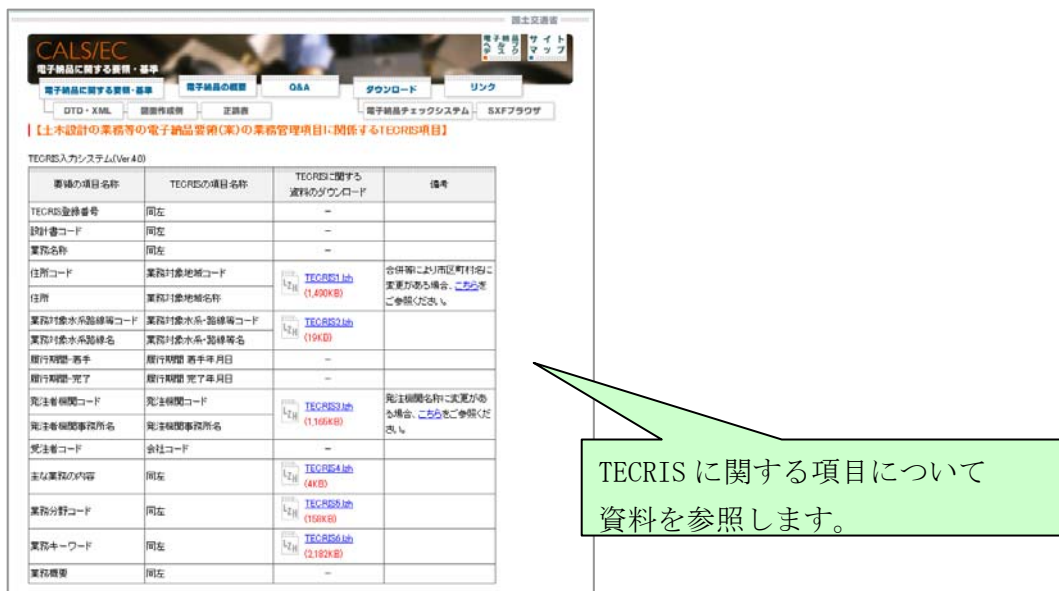 国土交通省
CALS/EC
電子納品に関する要領・基準
電子納品ヘルプデスク
サイトマップ
電子納品に関する要領・基準 電子納品の概要 Q&A ダウンロード リンク
DTD・XML 図面作成例 正誤表 電子納品チェックシステム SXFブラウザ
【土木設計の業務等の電子納品要領(案)の業務管理項目に関係するTECRIS項目】
TECRIS入力システム(Ver4.0)
要領の項目名称 TECRISの項目名称 TECRISに関する資料のダウンロード 備考
TECRIS登録番号 同左 −
設計書コード 同左 −
業務名称 同左 −
住所コード 業務対象地域コード TECRIS1.lzh (1,490KB) 合併等により市区町村名に変更がある場合、こちらをご参照ください。
住所 業務対象地域名称
業務対象水系路線等コード 業務対象水系・路線等コード TECRIS2.lzh (19KB)
業務対象水系路線名 業務対象水系・路線等名
履行期間-着手 履行期間 着手年月日 −
履行期間-完了 履行期間 完了年月日 −
発注者機関コード 発注機関コード TECRIS3.lzh (1,165KB) 発注機関名称に変更がある場合、こちらをご参照ください。
発注者機関事務所名 発注機関事務所名
受注者コード 会社コード −
主な業務の内容 同左 TECRIS4.lzh (4KB)
業務分野コード 同左 TECRIS5.lzh (158KB)
業務キーワード 同左 TECRIS6.lzh (2,182KB)
業務概要 同左 −
TECRIS に関する項目について
資料を参照します。